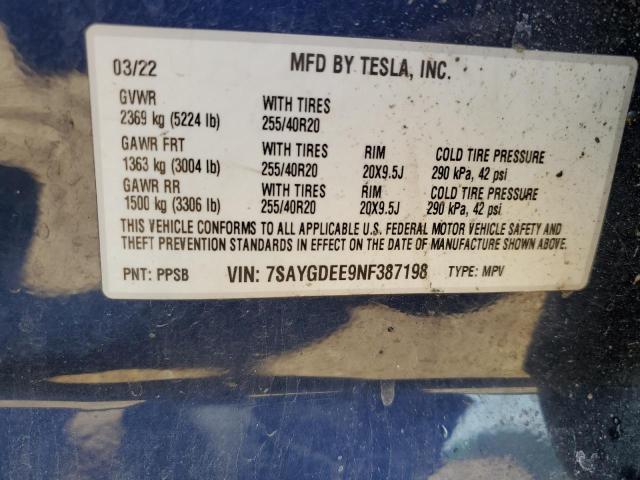 03/22 MFD BY TESLA, INC.
GVWR WITH TIRES
2369 kg (5224 lb) 255/40R20
GAWR FRT WITH TIRES RIM COLD TIRE PRESSURE
1363 kg (3004 lb) 255/40R20 20X9.5J 290 kPa, 42 psi
GAWR RR WITH TIRES RIM COLD TIRE PRESSURE
1500 kg (3306 lb) 255/40R20 20X9.5J 290 kPa, 42 psi
THIS VEHICLE CONFORMS TO ALL APPLICABLE U.S. FEDERAL MOTOR VEHICLE SAFETY AND
THEFT PREVENTION STANDARDS IN EFFECT ON THE DATE OF MANUFACTURE SHOWN ABOVE.
PNT: PPSB VIN: 7SAYGDEE9NF387198 TYPE: MPV